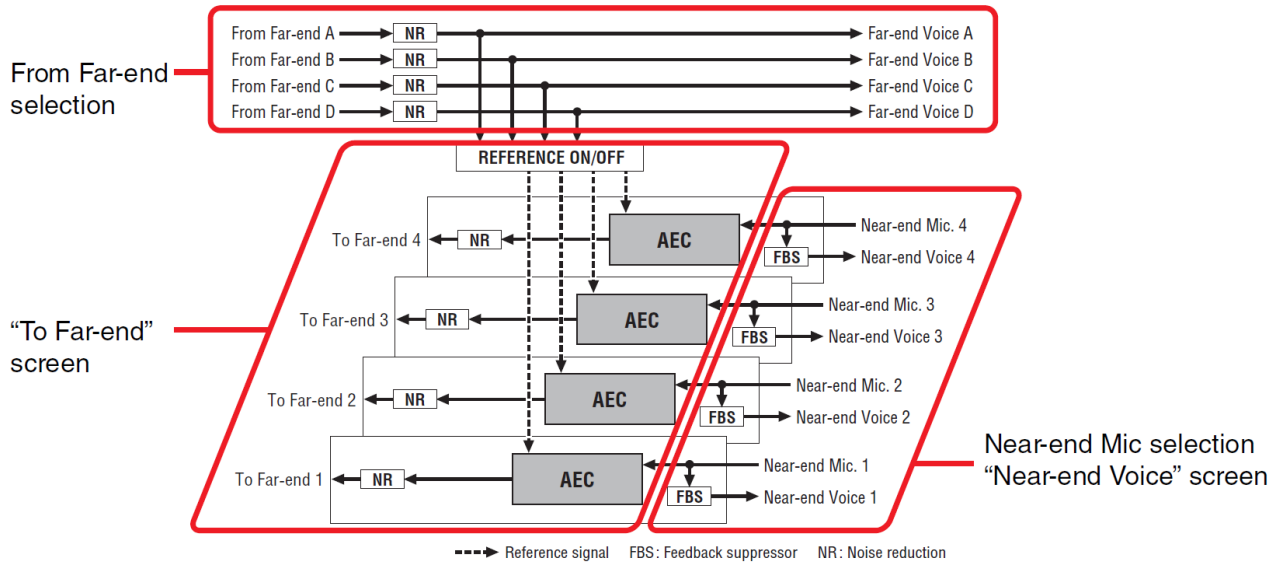 From Far-end A NR Far-end Voice A
From Far-end B NR Far-end Voice B
From Far-end C NR Far-end Voice C
From Far-end D NR Far-end Voice D
From Far-end
selection
REFERENCE ON/OFF
To Far-end 4 NR AEC Near-end Mic. 4
FBS Near-end Voice 4
To Far-end 3 NR AEC Near-end Mic. 3
FBS Near-end Voice 3
“To Far-end”
screen
To Far-end 2 NR AEC Near-end Mic. 2
FBS Near-end Voice 2
To Far-end 1 NR AEC Near-end Mic. 1
FBS Near-end Voice 1
Near-end Mic selection
“Near-end Voice” screen
Reference signal FBS : Feedback suppressor NR : Noise reduction